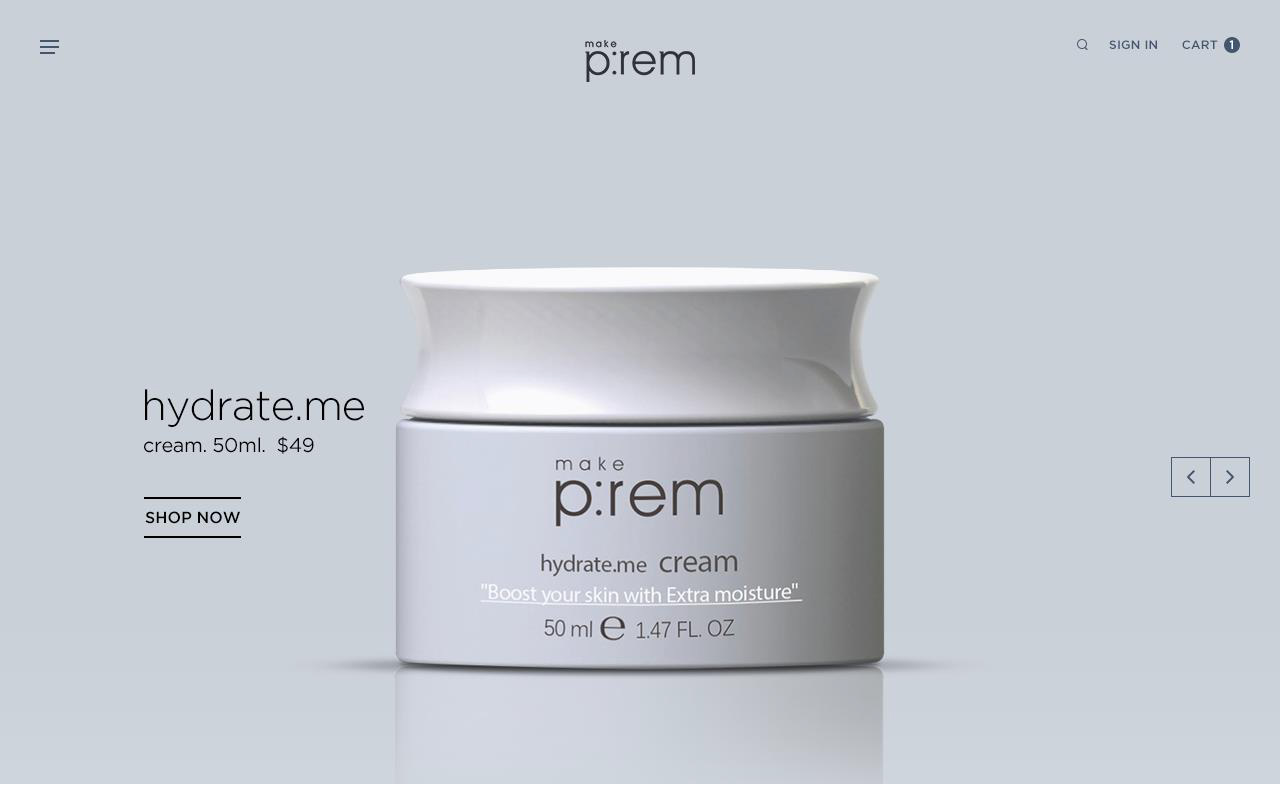 make
p:rem
SIGN IN
CART 1
hydrate.me
cream. 50ml. $49
SHOP NOW
make
p:rem
hydrate.me cream
"Boost your skin with Extra moisture"
50 ml ℮ 1.47 FL. OZ